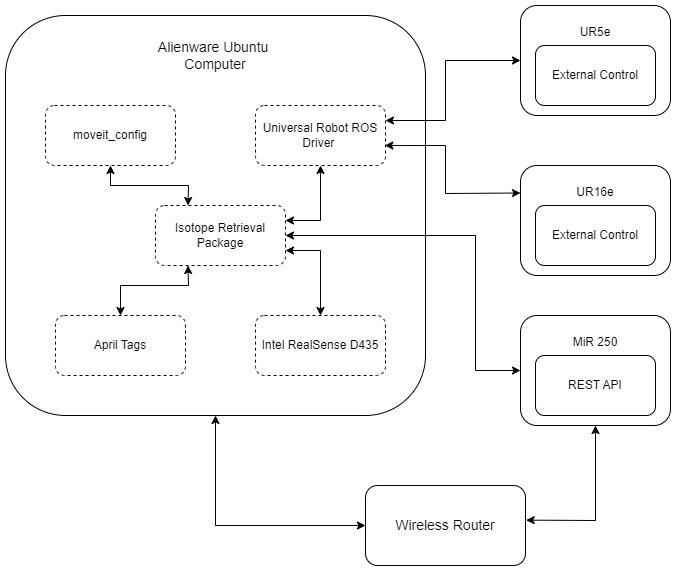 Alienware Ubuntu
Computer
moveit_config
Universal Robot ROS
Driver
Isotope Retrieval
Package
April Tags
Intel RealSense D435
UR5e
External Control
UR16e
External Control
MiR 250
REST API
Wireless Router